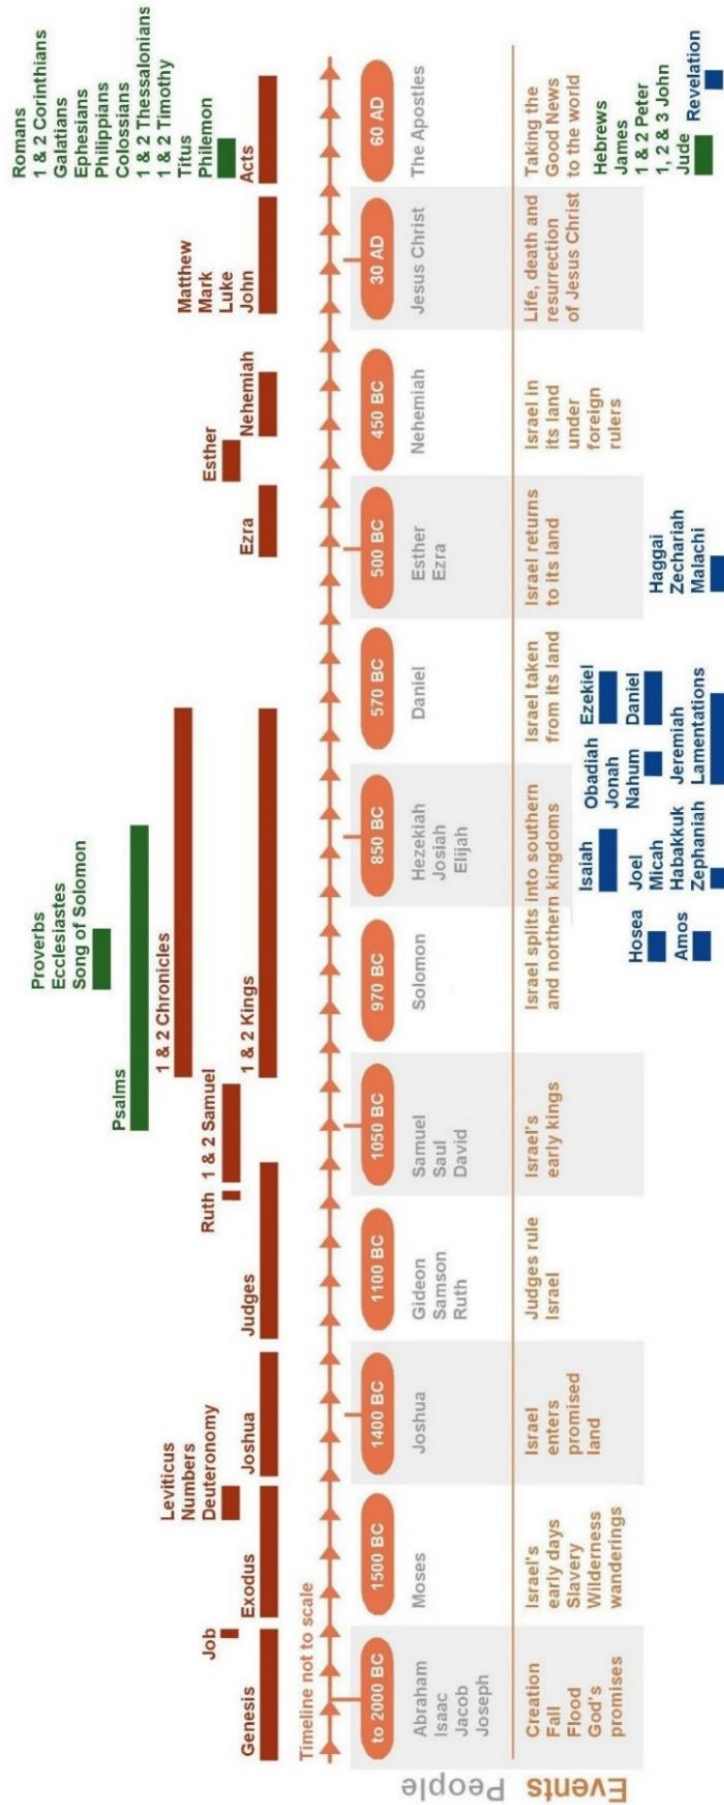 Proverbs
Ecclesiastes
Song of Solomon
Psalms
1 & 2 Chronicles
Romans
1 & 2 Corinthians
Galatians
Ephesians
Philippians
Colossians
1 & 2 Thessalonians
1 & 2 Timothy
Titus
Philemon
Job
Leviticus
Numbers
Deuteronomy
Ruth
1 & 2 Samuel
Esther
Matthew
Mark
Luke
John
Genesis
Exodus
Joshua
Judges
1 & 2 Kings
Ezra
Nehemiah
Acts
Timeline not to scale
to 2000 BC
1500 BC
1400 BC
1100 BC
1050 BC
970 BC
850 BC
570 BC
500 BC
450 BC
30 AD
60 AD
People
Abraham
Isaac
Jacob
Joseph
Moses
Joshua
Gideon
Samson
Ruth
Samuel
Saul
David
Solomon
Hezekiah
Josiah
Elijah
Daniel
Esther
Ezra
Nehemiah
Jesus Christ
The Apostles
Events
Creation
Fall
Flood
God's
promises
Israel's
early days
Slavery
Wilderness
wanderings
Israel
enters
promised
land
Judges rule
Israel
Israel's
early kings
Israel splits into southern
and northern kingdoms
Israel taken
from its land
Israel returns
to its land
Israel in
its land
under
foreign
rulers
Life, death and
resurrection
of Jesus Christ
Taking the
Good News
to the world
Hosea
Amos
Isaiah
Joel
Micah
Habakkuk
Zephaniah
Obadiah
Jonah
Nahum
Jeremiah
Lamentations
Ezekiel
Daniel
Haggai
Zechariah
Malachi
Hebrews
James
1 & 2 Peter
1, 2 & 3 John
Jude
Revelation